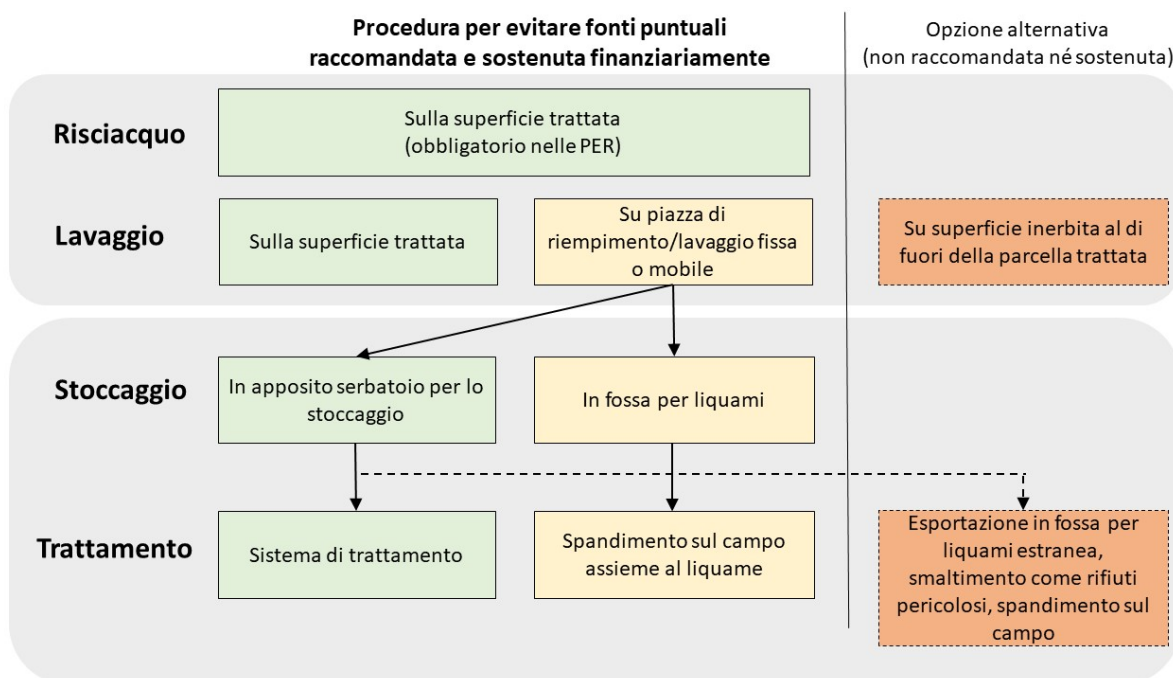 Procedura per evitare fonti puntuali
raccomandata e sostenuta finanziariamente
Opzione alternativa
(non raccomandata né sostenuta)
Risciacquo
Sulla superficie trattata
(obbligatorio nelle PER)
Lavaggio
Sulla superficie trattata
Su piazza di
riempimento/lavaggio fissa
o mobile
Su superficie inerbita al di
fuori della parcella trattata
Stoccaggio
In apposito serbatoio per lo
stoccaggio
In fossa per liquami
Trattamento
Sistema di trattamento
Spandimento sul campo
assieme al liquame
Esportazione in fossa per
liquami estranea,
smaltimento come rifiuti
pericolosi, spandimento sul
campo